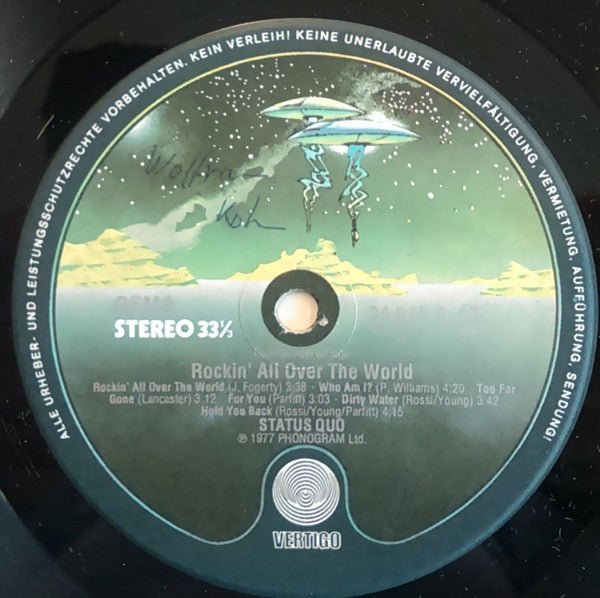 ALLE URHEBER- UND LEISTUNGSSCHUTZRECHTE VORBEHALTEN. KEIN VERLEIH! KEINE UNERLAUBTE VERVIELFÄLTIGUNG, VERMIETUNG, AUFFÜHRUNG, SENDUNG!
STEREO 33⅓
Rockin' All Over The World
Rockin' All Over The World (J. Fogerty) 3:38 · Who Am I? (P. Williams) 4:20 · Too Far
Gone (Lancaster) 3:12 · For You (Parfitt) 3:03 · Dirty Water (Rossi/Young) 3:42
Hold You Back (Rossi/Young/Parfitt) 4:15
STATUS QUO
℗ 1977 PHONOGRAM Ltd.
VERTIGO